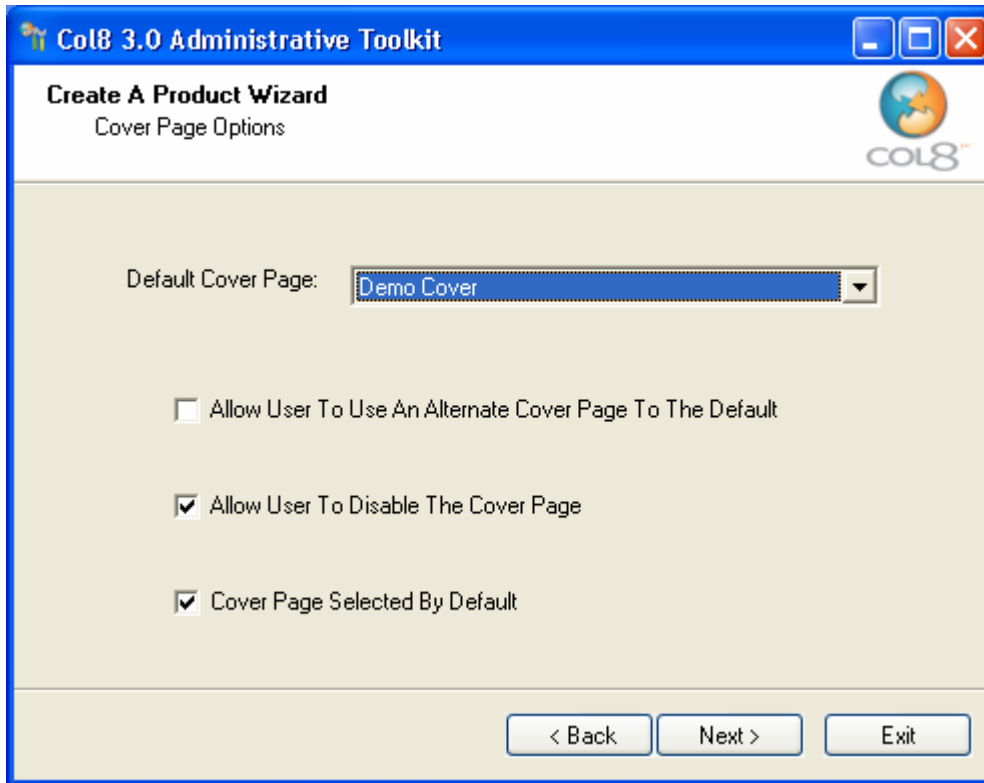 Col8 3.0 Administrative Toolkit
Create A Product Wizard
Cover Page Options
COL8
Default Cover Page:
Demo Cover
Allow User To Use An Alternate Cover Page To The Default
Allow User To Disable The Cover Page
Cover Page Selected By Default
< Back
Next >
Exit